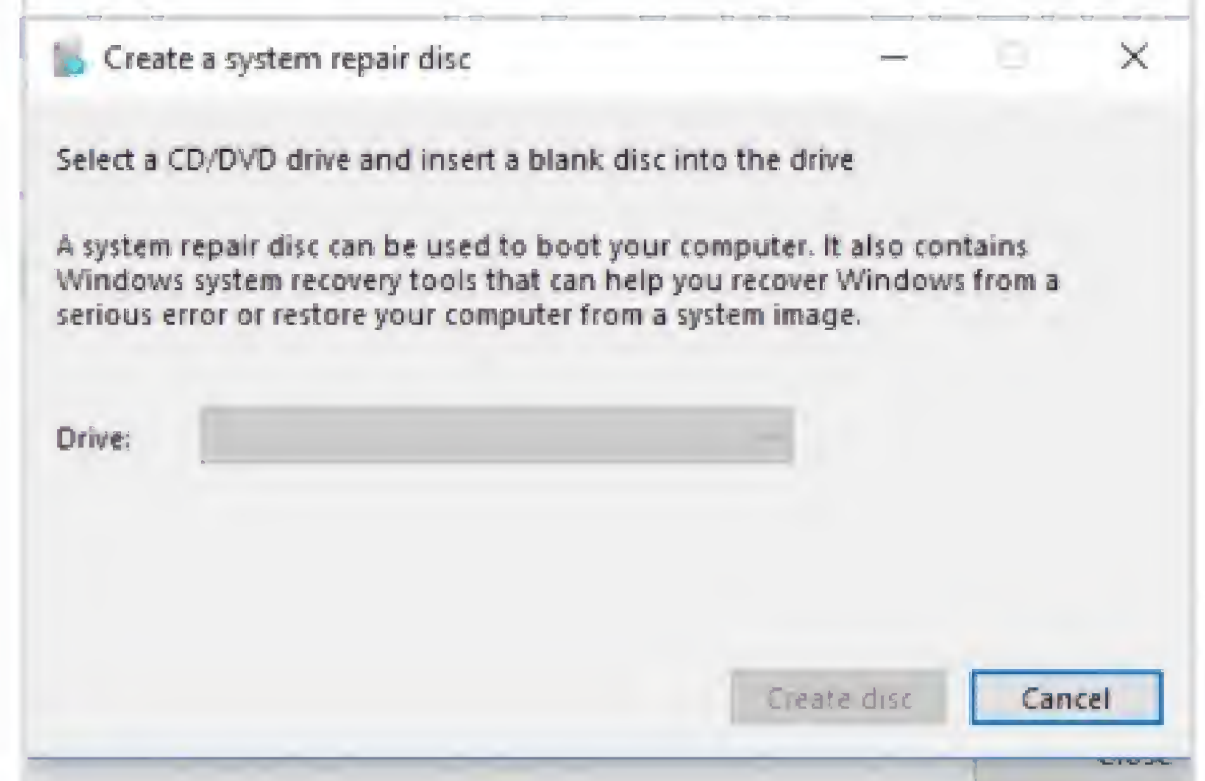 Create a system repair disc
Select a CD/DVD drive and insert a blank disc into the drive
A system repair disc can be used to boot your computer. It also contains
Windows system recovery tools that can help you recover Windows from a
serious error or restore your computer from a system image.
Drive:
Create disc
Cancel
Close